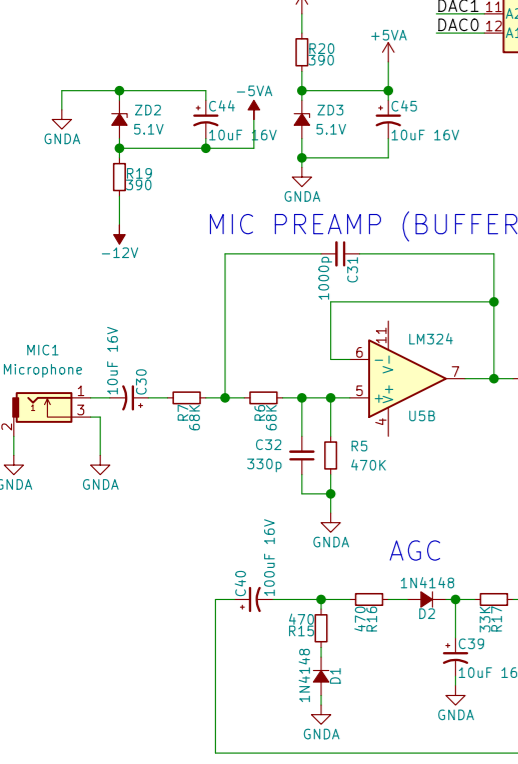 DAC1 11 A2
DAC0 12 A1
R20
390
+5VA
-5VA
C44
10uF 16V
ZD2
5.1V
GNDA
ZD3
5.1V
C45
10uF 16V
R19
390
GNDA
-12V
MIC PREAMP (BUFFER
1000p
C31
LM324
11
6
V-
7
5
V+
4
U5B
MIC1
Microphone
10uF 16V
C30
1
1
3
2
R7
68K
R6
68K
C32
330p
R5
470K
GNDA
GNDA
GNDA
AGC
C40
100uF 16V
1N4148
D2
470
R15
470
R16
33K
R17
C39
10uF 16
1N4148
D1
GNDA
GNDA